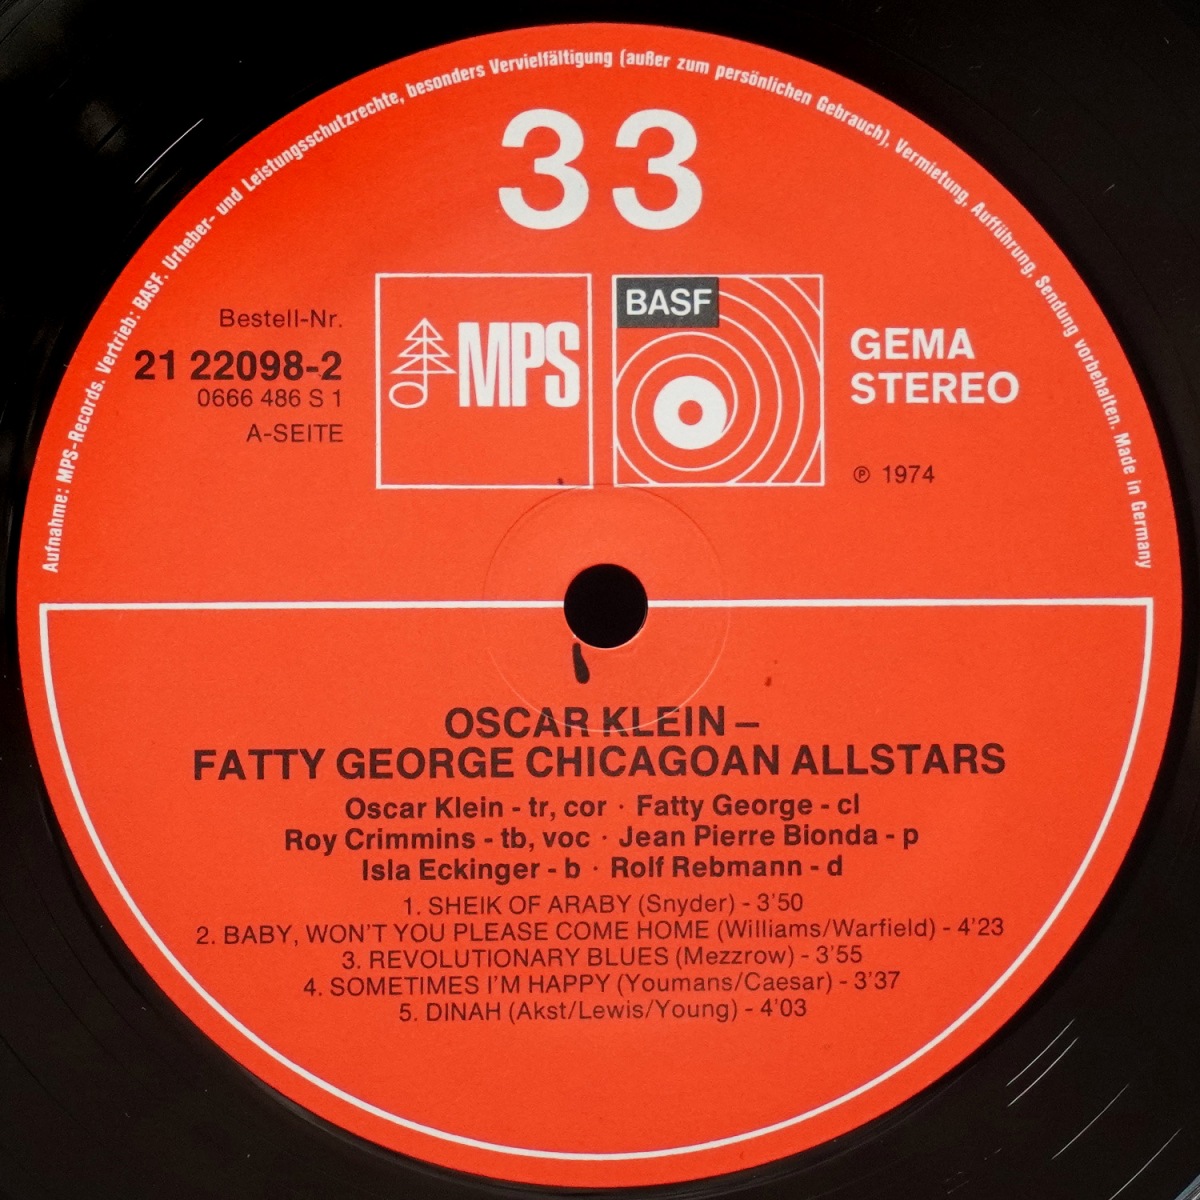 Aufnahme: MPS-Records. Vertrieb: BASF. Urheber- und Leistungsschutzrechte, besonders Vervielfältigung (außer zum persönlichen Gebrauch), Vermietung, Aufführung, Sendung vorbehalten. Made in Germany
33
Bestell-Nr.
21 22098-2
0666 486 S 1
A-SEITE
MPS
BASF
GEMA
STEREO
℗ 1974
OSCAR KLEIN –
FATTY GEORGE CHICAGOAN ALLSTARS
Oscar Klein - tr, cor · Fatty George - cl
Roy Crimmins - tb, voc · Jean Pierre Bionda - p
Isla Eckinger - b · Rolf Rebmann - d
1. SHEIK OF ARABY (Snyder) - 3'50
2. BABY, WON'T YOU PLEASE COME HOME (Williams/Warfield) - 4'23
3. REVOLUTIONARY BLUES (Mezzrow) - 3'55
4. SOMETIMES I'M HAPPY (Youmans/Caesar) - 3'37
5. DINAH (Akst/Lewis/Young) - 4'03